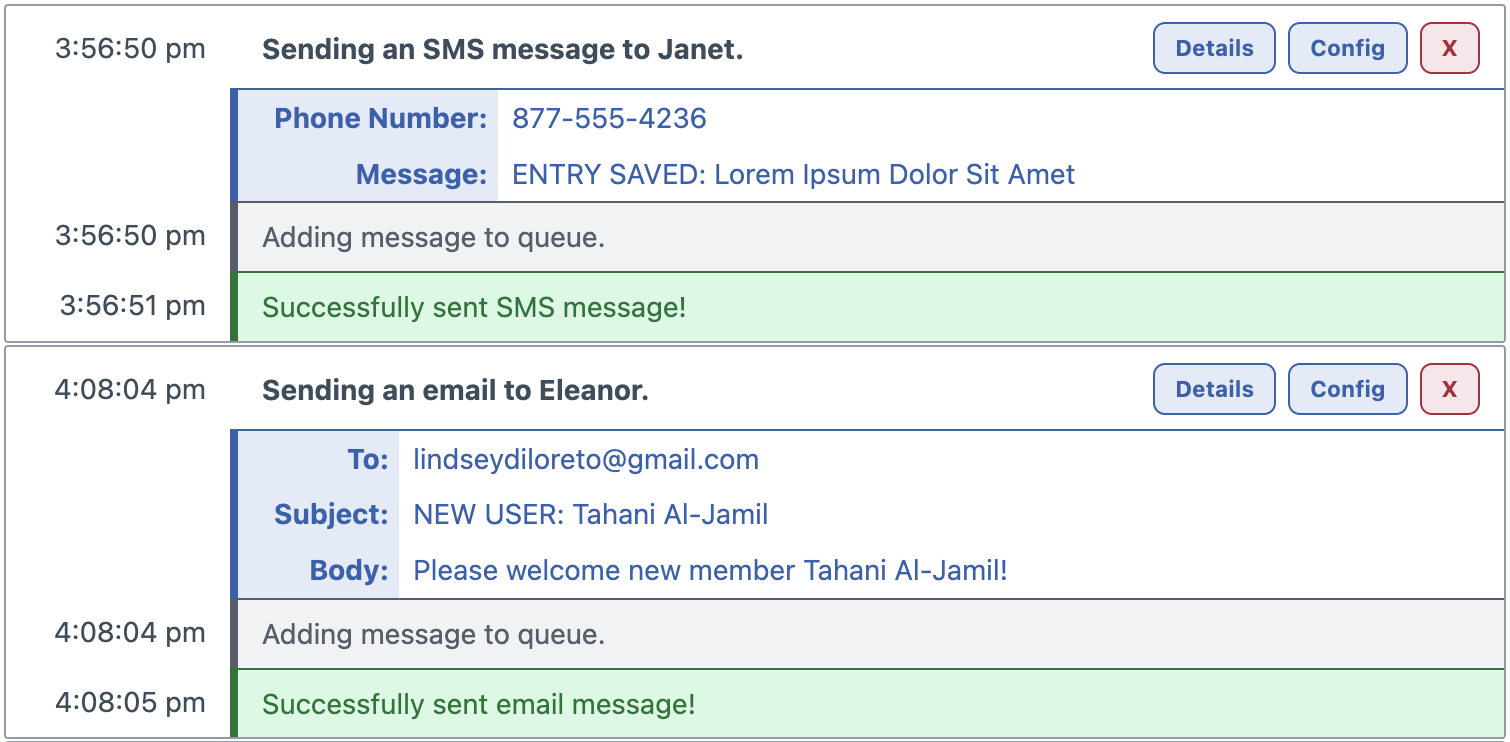 3:56:50 pm Sending an SMS message to Janet. Details Config X
Phone Number: 877-555-4236
Message: ENTRY SAVED: Lorem Ipsum Dolor Sit Amet
3:56:50 pm Adding message to queue.
3:56:51 pm Successfully sent SMS message!
4:08:04 pm Sending an email to Eleanor. Details Config X
To: lindseydiloreto@gmail.com
Subject: NEW USER: Tahani Al-Jamil
Body: Please welcome new member Tahani Al-Jamil!
4:08:04 pm Adding message to queue.
4:08:05 pm Successfully sent email message!